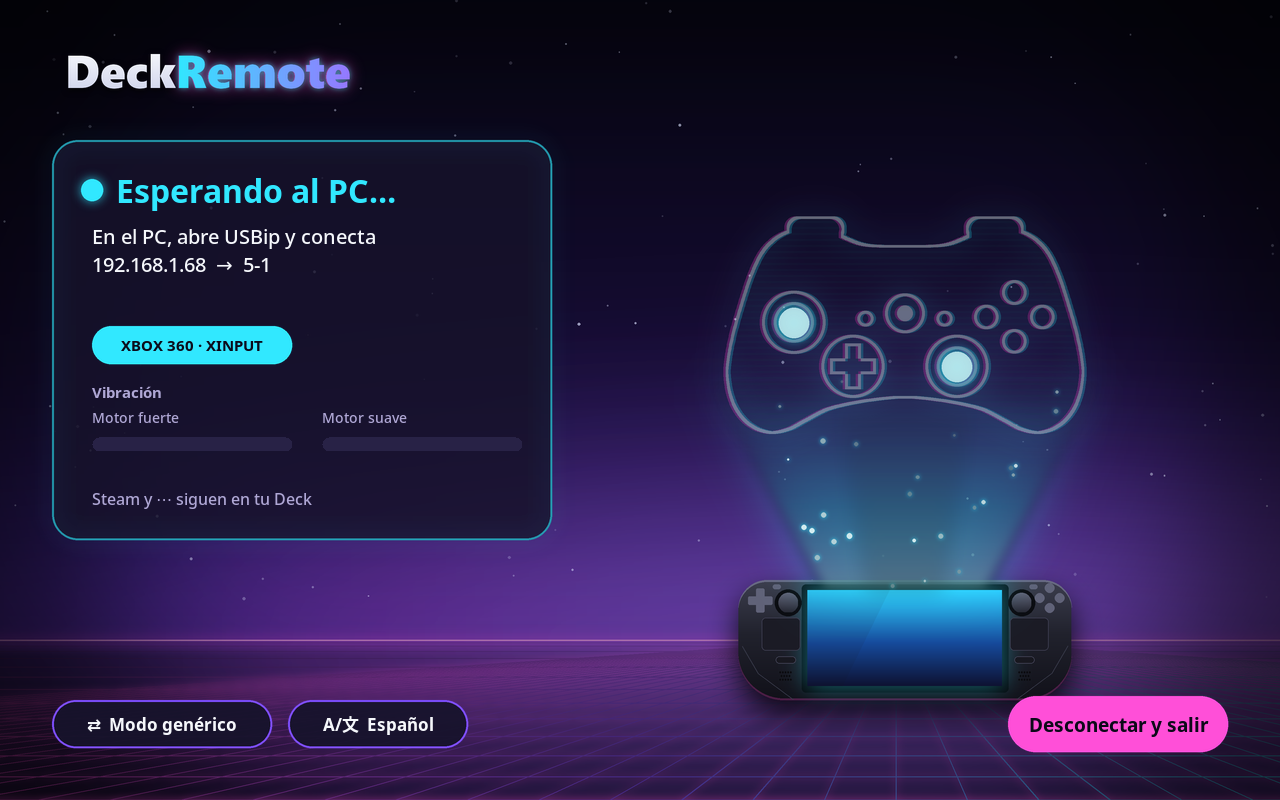 DeckRemote
Esperando al PC...
En el PC, abre USBip y conecta
192.168.1.68 → 5-1
XBOX 360 · XINPUT
Vibración
Motor fuerte
Motor suave
Steam y ··· siguen en tu Deck
⇄ Modo genérico
A/文 Español
Desconectar y salir